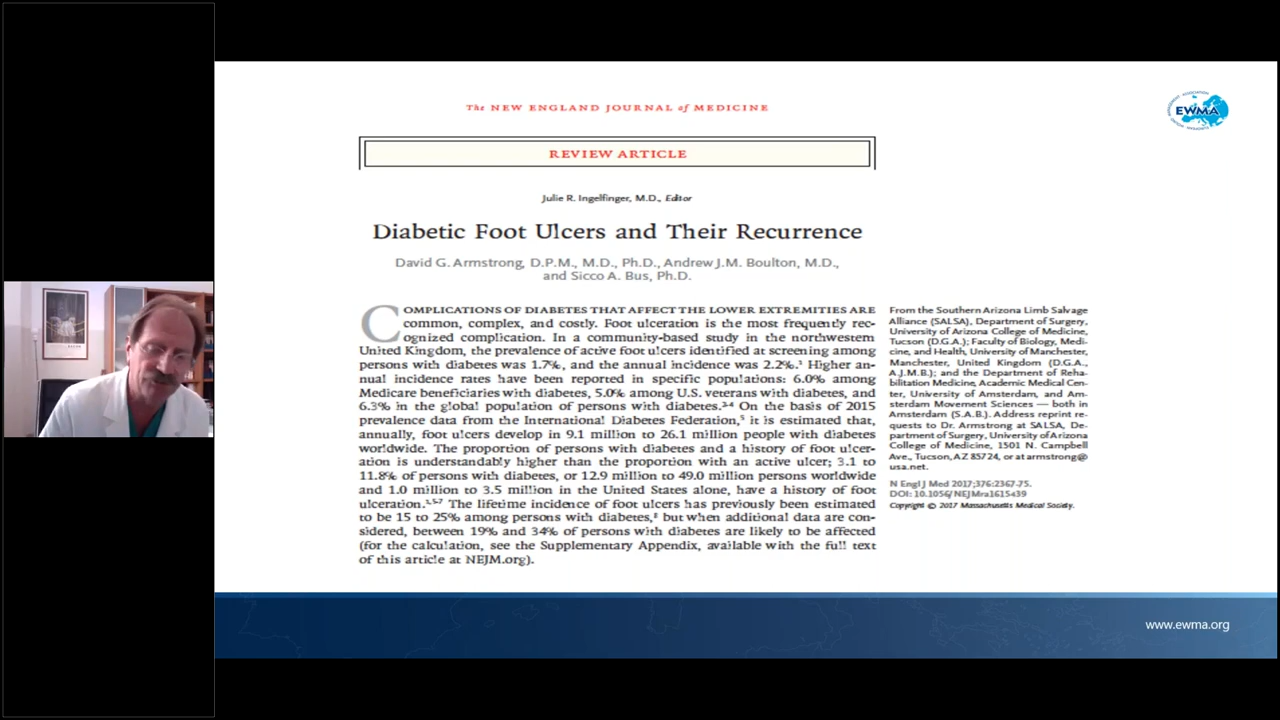 The NEW ENGLAND JOURNAL of MEDICINE
EWMA
REVIEW ARTICLE
Julie R. Ingelfinger, M.D., Editor
Diabetic Foot Ulcers and Their Recurrence
David G. Armstrong, D.P.M., M.D., Ph.D., Andrew J.M. Boulton, M.D.,
and Sicco A. Bus, Ph.D.
COMPLICATIONS OF DIABETES THAT AFFECT THE LOWER EXTREMITIES ARE
common, complex, and costly. Foot ulceration is the most frequently rec-
ognized complication. In a community-based study in the northwestern
United Kingdom, the prevalence of active foot ulcers identified at screening among
persons with diabetes was 1.7%, and the annual incidence was 2.2%.¹ Higher an-
nual incidence rates have been reported in specific populations: 6.0% among
Medicare beneficiaries with diabetes, 5.0% among U.S. veterans with diabetes, and
6.3% in the global population of persons with diabetes.²⁻⁴ On the basis of 2015
prevalence data from the International Diabetes Federation,⁵ it is estimated that,
annually, foot ulcers develop in 9.1 million to 26.1 million people with diabetes
worldwide. The proportion of persons with diabetes and a history of foot ulcer-
ation is understandably higher than the proportion with an active ulcer; 3.1 to
11.8% of persons with diabetes, or 12.9 million to 49.0 million persons worldwide
and 1.0 million to 3.5 million in the United States alone, have a history of foot
ulceration.¹,⁵⁻⁷ The lifetime incidence of foot ulcers has previously been estimated
to be 15 to 25% among persons with diabetes,⁸ but when additional data are con-
sidered, between 19% and 34% of persons with diabetes are likely to be affected
(for the calculation, see the Supplementary Appendix, available with the full text
of this article at NEJM.org).
From the Southern Arizona Limb Salvage
Alliance (SALSA), Department of Surgery,
University of Arizona College of Medicine,
Tucson (D.G.A.); Faculty of Biology, Medi-
cine, and Health, University of Manchester,
Manchester, United Kingdom (D.G.A.,
A.J.M.B.); and the Department of Reha-
bilitation Medicine, Academic Medical Cen-
ter, University of Amsterdam, and Am-
sterdam Movement Sciences — both in
Amsterdam (S.A.B.). Address reprint re-
quests to Dr. Armstrong at SALSA, De-
partment of Surgery, University of Arizona
College of Medicine, 1501 N. Campbell
Ave., Tucson, AZ 85724, or at armstrong@
usa.net.
N Engl J Med 2017;376:2367-75.
DOI: 10.1056/NEJMra1615439
Copyright © 2017 Massachusetts Medical Society.
www.ewma.org